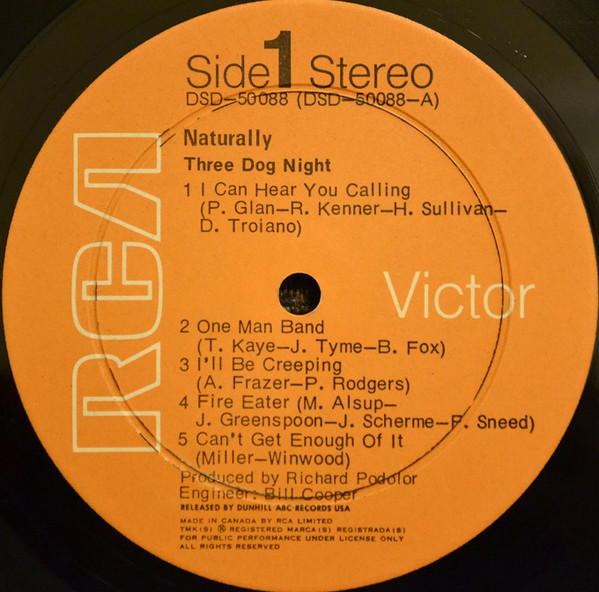 Side 1 Stereo
DSD-50088 (DSD-50088-A)
RCA
Naturally
Three Dog Night
1 I Can Hear You Calling
(P. Glan-R. Kenner-H. Sullivan-
D. Troiano)
Victor
2 One Man Band
(T. Kaye-J. Tyme-B. Fox)
3 I'll Be Creeping
(A. Frazer-P. Rodgers)
4 Fire Eater (M. Alsup-
J. Greenspoon-J. Scherme-F. Sneed)
5 Can't Get Enough Of It
(Miller-Winwood)
Produced by Richard Podolor
Engineer: Bill Cooper
RELEASED BY DUNHILL ABC RECORDS USA
MADE IN CANADA BY RCA LIMITED
TMK(S) ® REGISTERED MARCA(S) REGISTRADA(S)
FOR PUBLIC PERFORMANCE UNDER LICENSE ONLY
ALL RIGHTS RESERVED